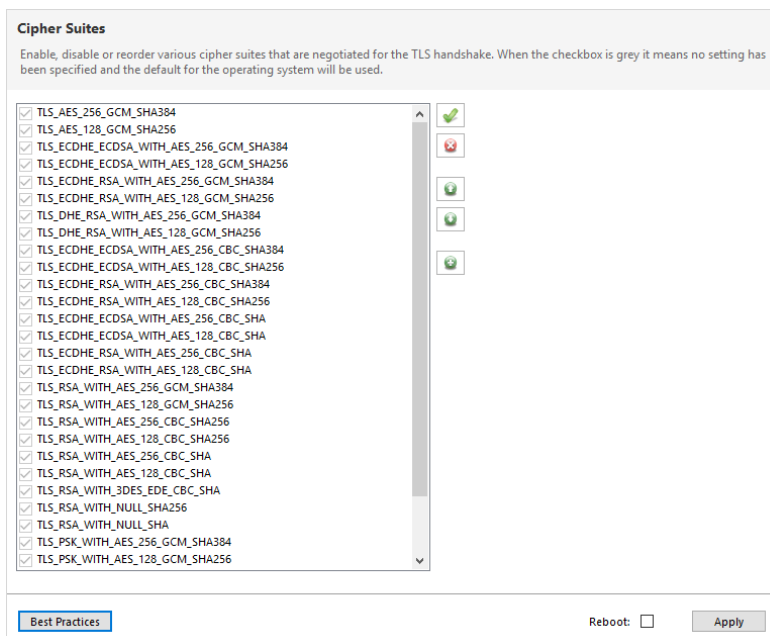 Cipher Suites
Enable, disable or reorder various cipher suites that are negotiated for the TLS handshake. When the checkbox is grey it means no setting has
been specified and the default for the operating system will be used.
TLS_AES_256_GCM_SHA384
TLS_AES_128_GCM_SHA256
TLS_ECDHE_ECDSA_WITH_AES_256_GCM_SHA384
TLS_ECDHE_ECDSA_WITH_AES_128_GCM_SHA256
TLS_ECDHE_RSA_WITH_AES_256_GCM_SHA384
TLS_ECDHE_RSA_WITH_AES_128_GCM_SHA256
TLS_DHE_RSA_WITH_AES_256_GCM_SHA384
TLS_DHE_RSA_WITH_AES_128_GCM_SHA256
TLS_ECDHE_ECDSA_WITH_AES_256_CBC_SHA384
TLS_ECDHE_ECDSA_WITH_AES_128_CBC_SHA256
TLS_ECDHE_RSA_WITH_AES_256_CBC_SHA384
TLS_ECDHE_RSA_WITH_AES_128_CBC_SHA256
TLS_ECDHE_ECDSA_WITH_AES_256_CBC_SHA
TLS_ECDHE_ECDSA_WITH_AES_128_CBC_SHA
TLS_ECDHE_RSA_WITH_AES_256_CBC_SHA
TLS_ECDHE_RSA_WITH_AES_128_CBC_SHA
TLS_RSA_WITH_AES_256_GCM_SHA384
TLS_RSA_WITH_AES_128_GCM_SHA256
TLS_RSA_WITH_AES_256_CBC_SHA256
TLS_RSA_WITH_AES_128_CBC_SHA256
TLS_RSA_WITH_AES_256_CBC_SHA
TLS_RSA_WITH_AES_128_CBC_SHA
TLS_RSA_WITH_3DES_EDE_CBC_SHA
TLS_RSA_WITH_NULL_SHA256
TLS_RSA_WITH_NULL_SHA
TLS_PSK_WITH_AES_256_GCM_SHA384
TLS_PSK_WITH_AES_128_GCM_SHA256
Best Practices
Reboot:
Apply